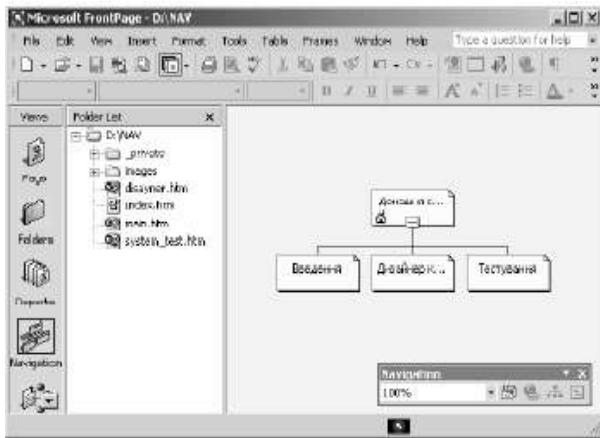 Microsoft FrontPage - D:\NAV
File Edit View Insert Format Tools Table Frames Window Help Type a question for help
Views
Folder List
D:\NAV
_private
images
disayner.htm
index.htm
main.htm
system_test.htm
Page
Folders
Reports
Navigation
Введення
Дизайнер к...
Тестування
Navigation
100%